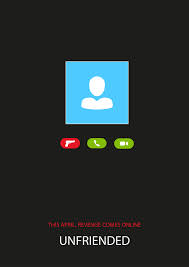 THIS APRIL, REVENGE COMES ONLINE
UNFRIENDED